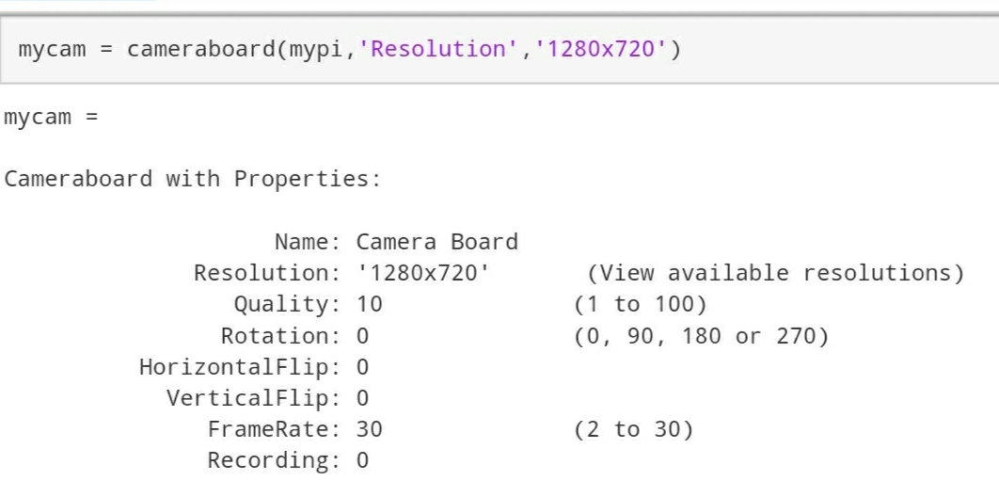 mycam = cameraboard(mypi,'Resolution','1280x720')
mycam =
Cameraboard with Properties:
Name: Camera Board
Resolution: '1280x720' (View available resolutions)
Quality: 10 (1 to 100)
Rotation: 0 (0, 90, 180 or 270)
HorizontalFlip: 0
VerticalFlip: 0
FrameRate: 30 (2 to 30)
Recording: 0